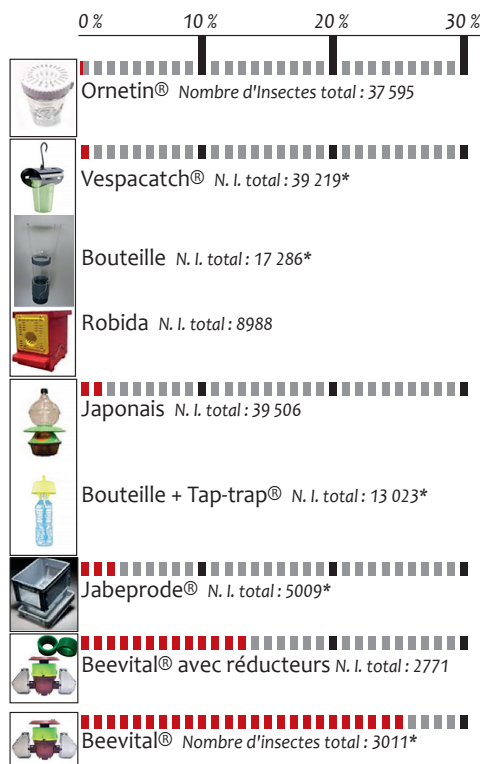 0 % 10 % 20 % 30 %
Ornetin® Nombre d'Insectes total : 37 595
Vespacatch® N. I. total : 39 219*
Bouteille N. I. total : 17 286*
Robida N. I. total : 8988
Japonais N. I. total : 39 506
Bouteille + Tap-trap® N. I. total : 13 023*
Jabeprode® N. I. total : 5009*
Beevital® avec réducteurs N. I. total : 2771
Beevital® Nombre d'insectes total : 3011*